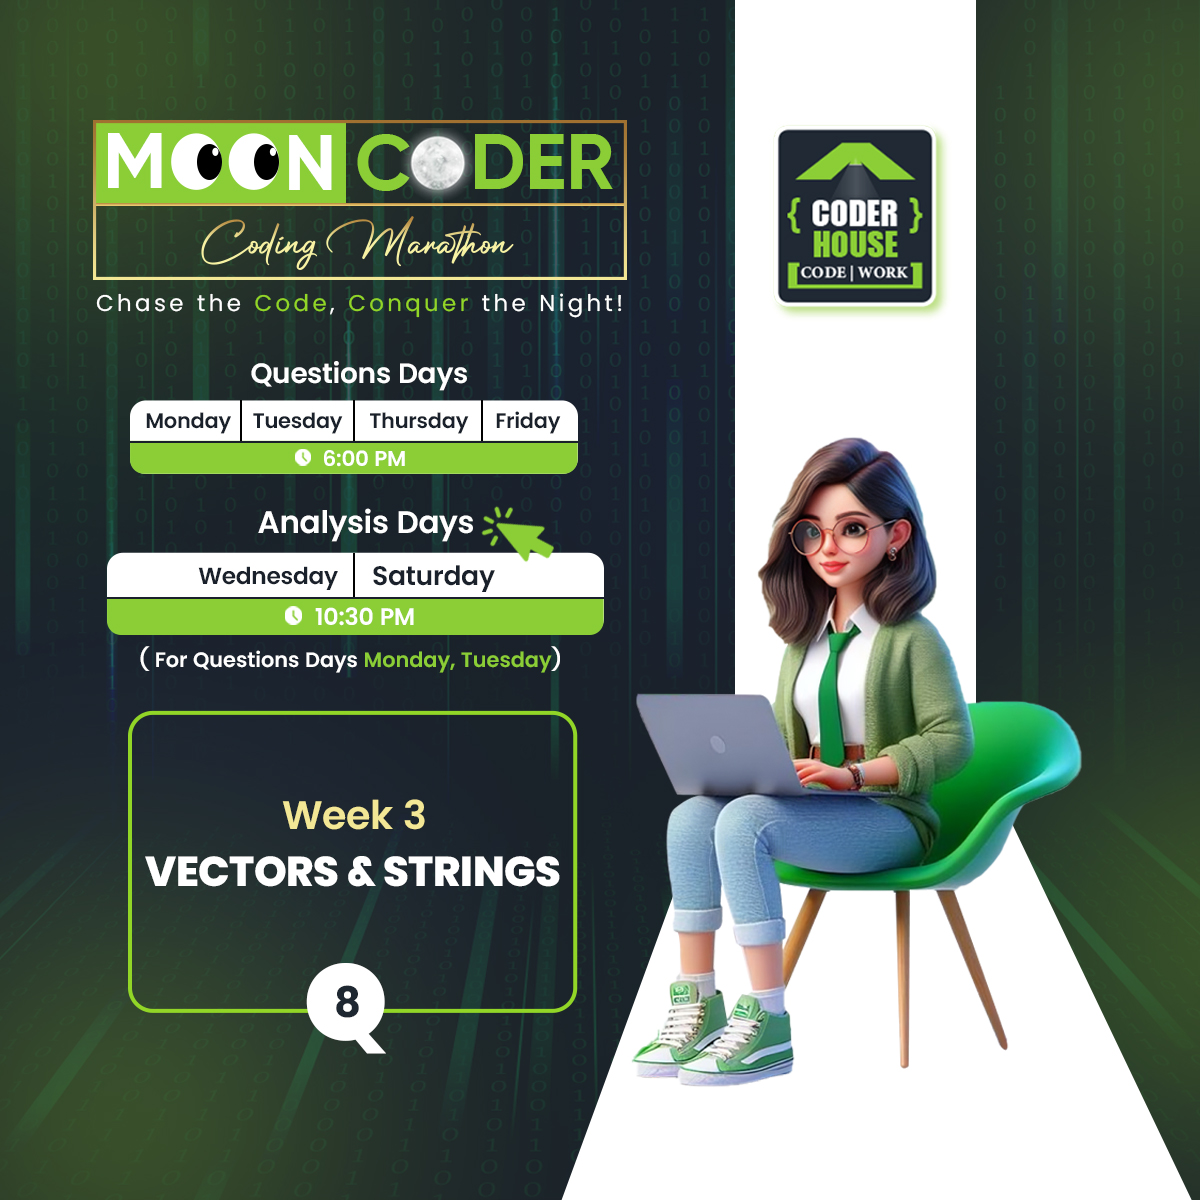 MOON CODER
Coding Marathon
Chase the Code, Conquer the Night!
{ CODER }
HOUSE
[CODE | WORK]
Questions Days
Monday Tuesday Thursday Friday
6:00 PM
Analysis Days
Wednesday Saturday
10:30 PM
( For Questions Days Monday, Tuesday)
Week 3
VECTORS & STRINGS
8